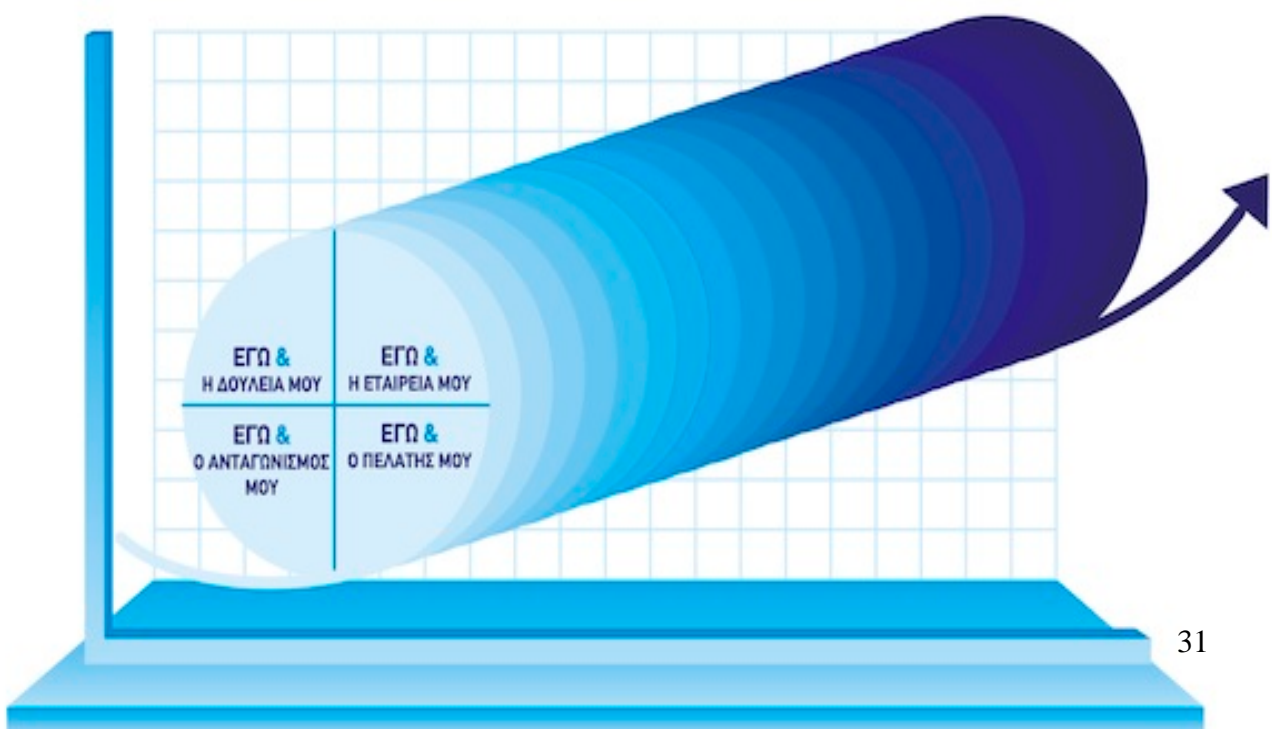 ΕΓΩ &
Η ΔΟΥΛΕΙΑ ΜΟΥ
ΕΓΩ &
Η ΕΤΑΙΡΕΙΑ ΜΟΥ
ΕΓΩ &
Ο ΑΝΤΑΓΩΝΙΣΜΟΣ
ΜΟΥ
ΕΓΩ &
Ο ΠΕΛΑΤΗΣ ΜΟΥ
31